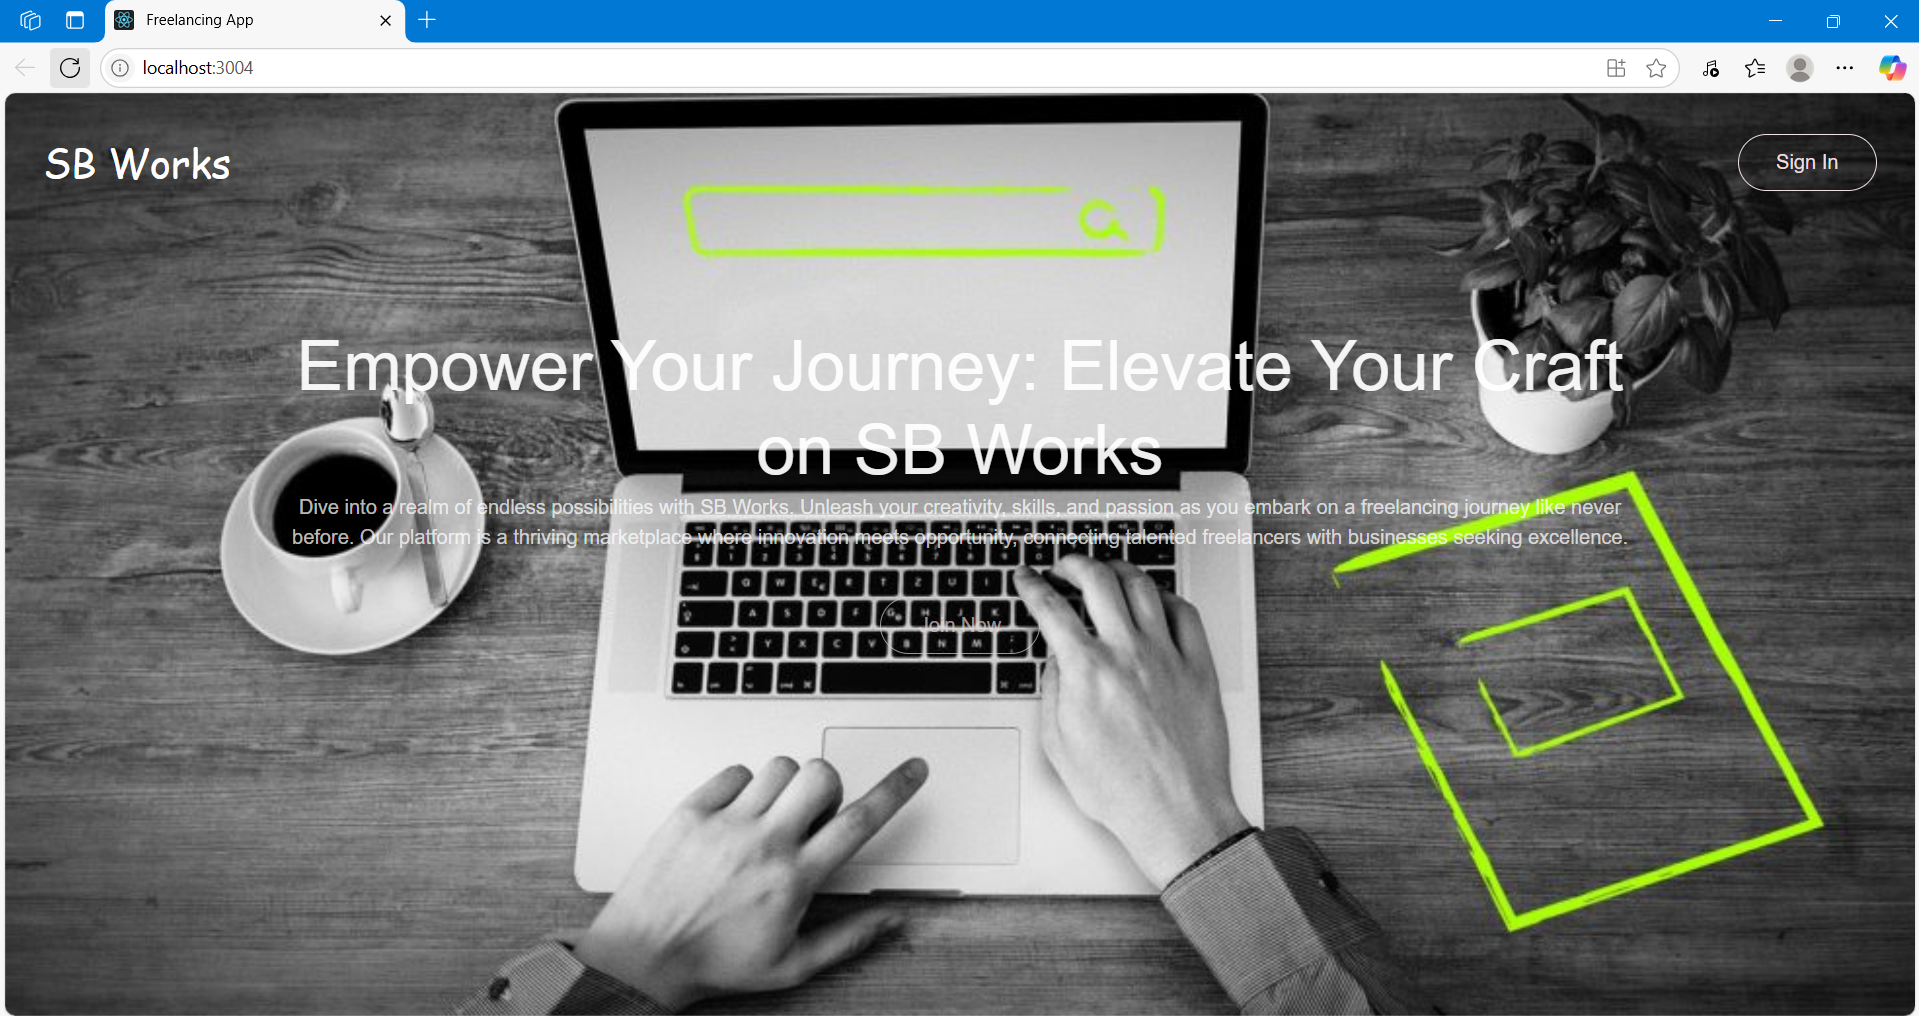 Freelancing App
localhost:3004
SB Works
Sign In
Empower Your Journey: Elevate Your Craft
on SB Works
Dive into a realm of endless possibilities with SB Works. Unleash your creativity, skills, and passion as you embark on a freelancing journey like never
before. Our platform is a thriving marketplace where innovation meets opportunity, connecting talented freelancers with businesses seeking excellence.
Q W E R T Z U I
A S D F G H J K
Join Now
Y X C V B N M